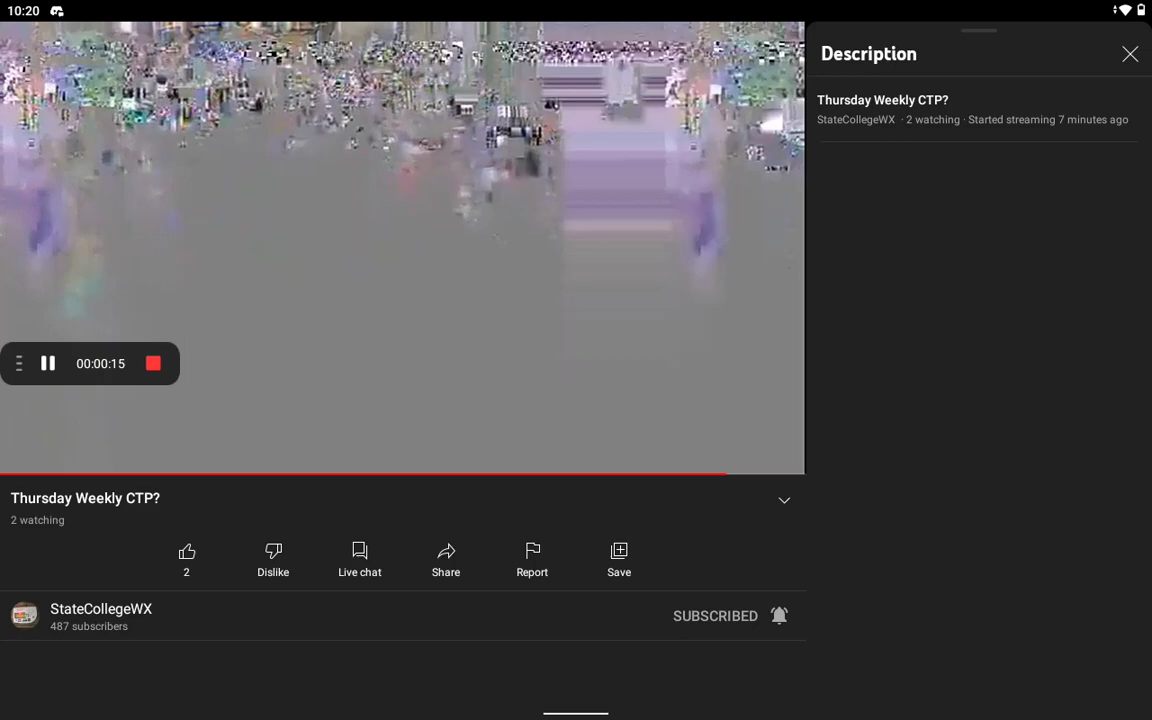 10:20
Description
Thursday Weekly CTP?
StateCollegeWX · 2 watching · Started streaming 7 minutes ago
00:00:15
Thursday Weekly CTP?
2 watching
2
Dislike
Live chat
Share
Report
Save
StateCollegeWX
487 subscribers
SUBSCRIBED